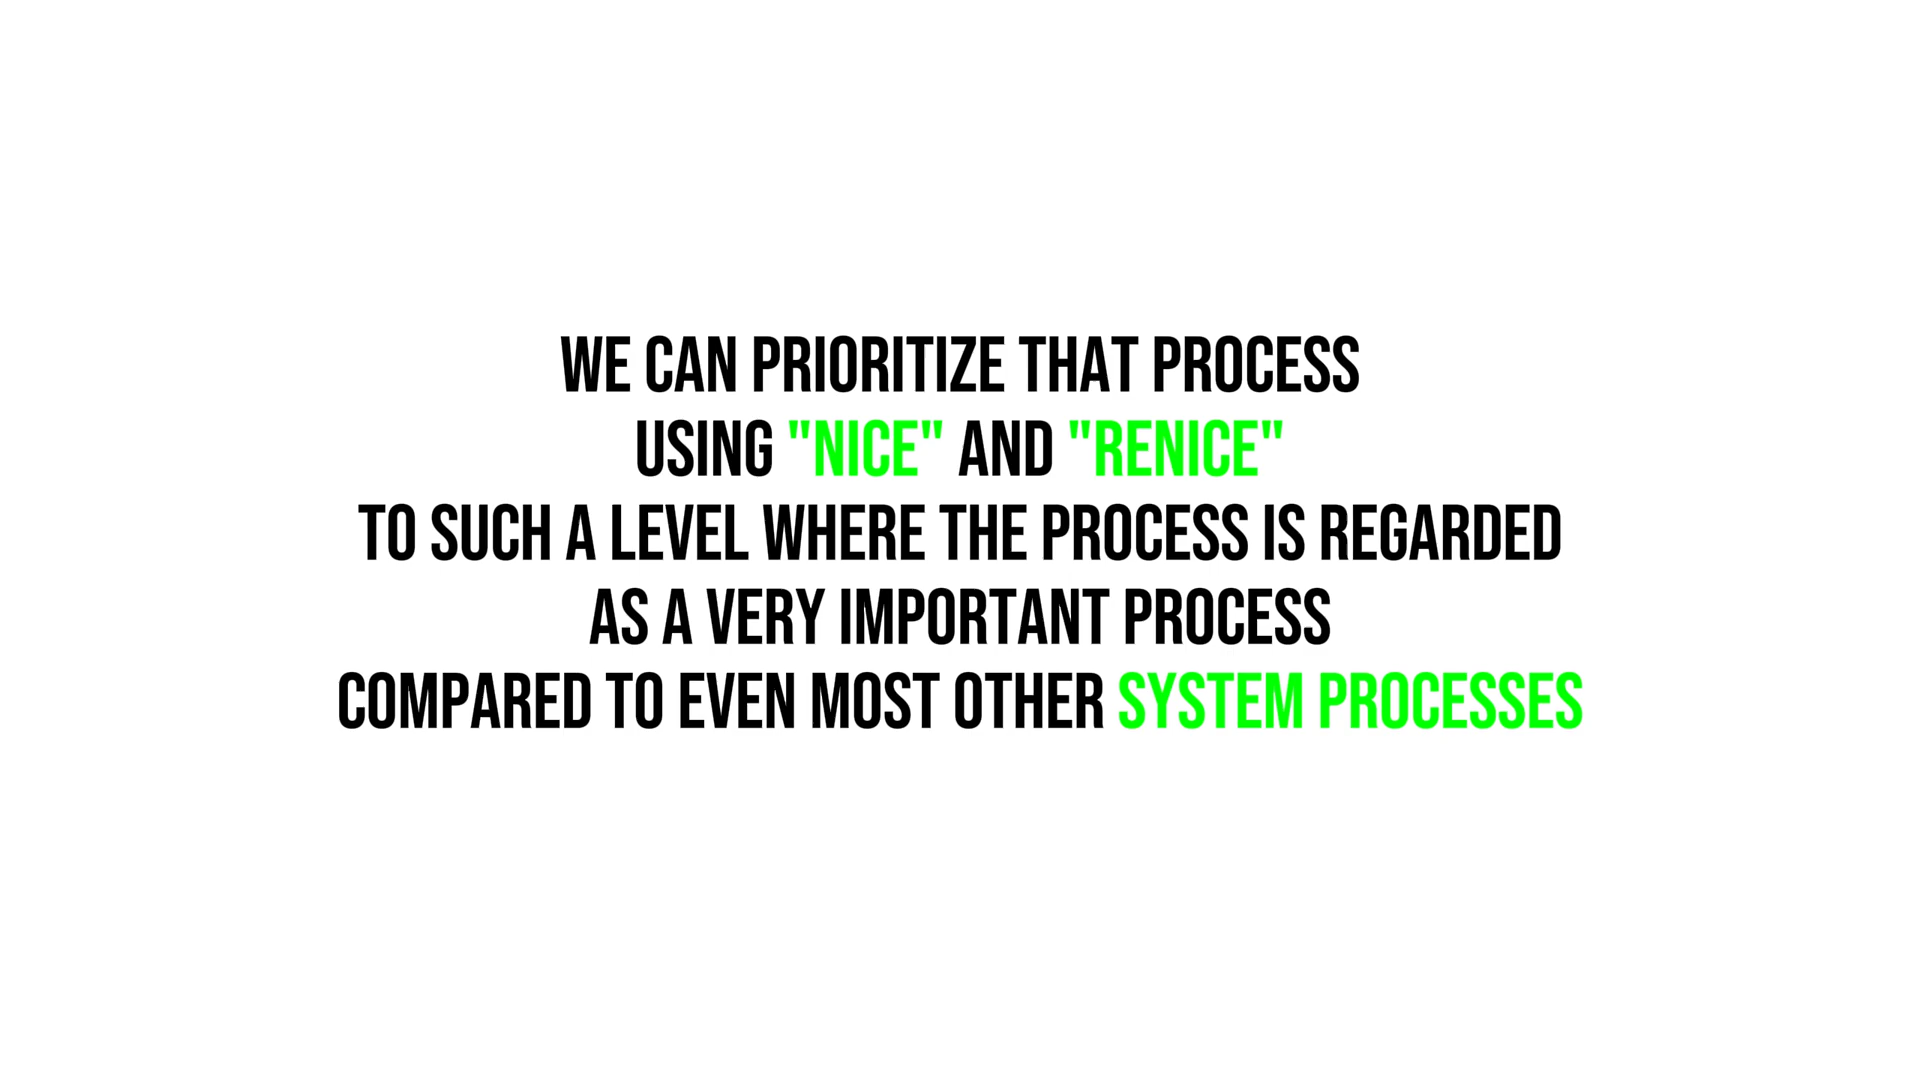 WE CAN PRIORITIZE THAT PROCESS
USING "NICE" AND "RENICE"
TO SUCH A LEVEL WHERE THE PROCESS IS REGARDED
AS A VERY IMPORTANT PROCESS
COMPARED TO EVEN MOST OTHER SYSTEM PROCESSES